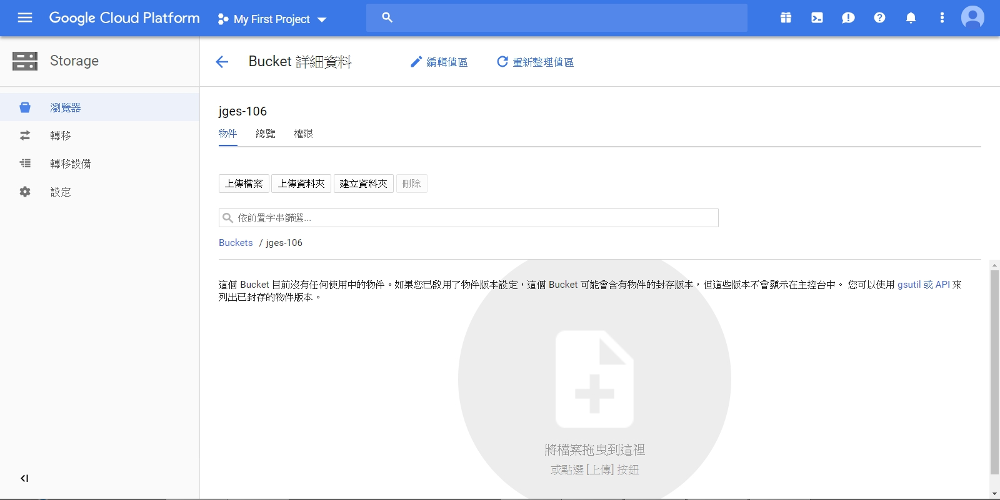 Google Cloud Platform
My First Project
Storage
Bucket 詳細資料
編輯值區
重新整理值區
瀏覽器
轉移
轉移設備
設定
jges-106
物件 總覽 權限
上傳檔案 上傳資料夾 建立資料夾 刪除
依前置字串篩選...
Buckets / jges-106
這個 Bucket 目前沒有任何使用中的物件。如果您已啟用了物件版本設定，這個 Bucket 可能會含有物件的封存版本，但這些版本不會顯示在主控台中。 您可以使用 gsutil 或 API 來
列出已封存的物件版本。
將檔案拖曳到這裡
或點選 [上傳] 按鈕